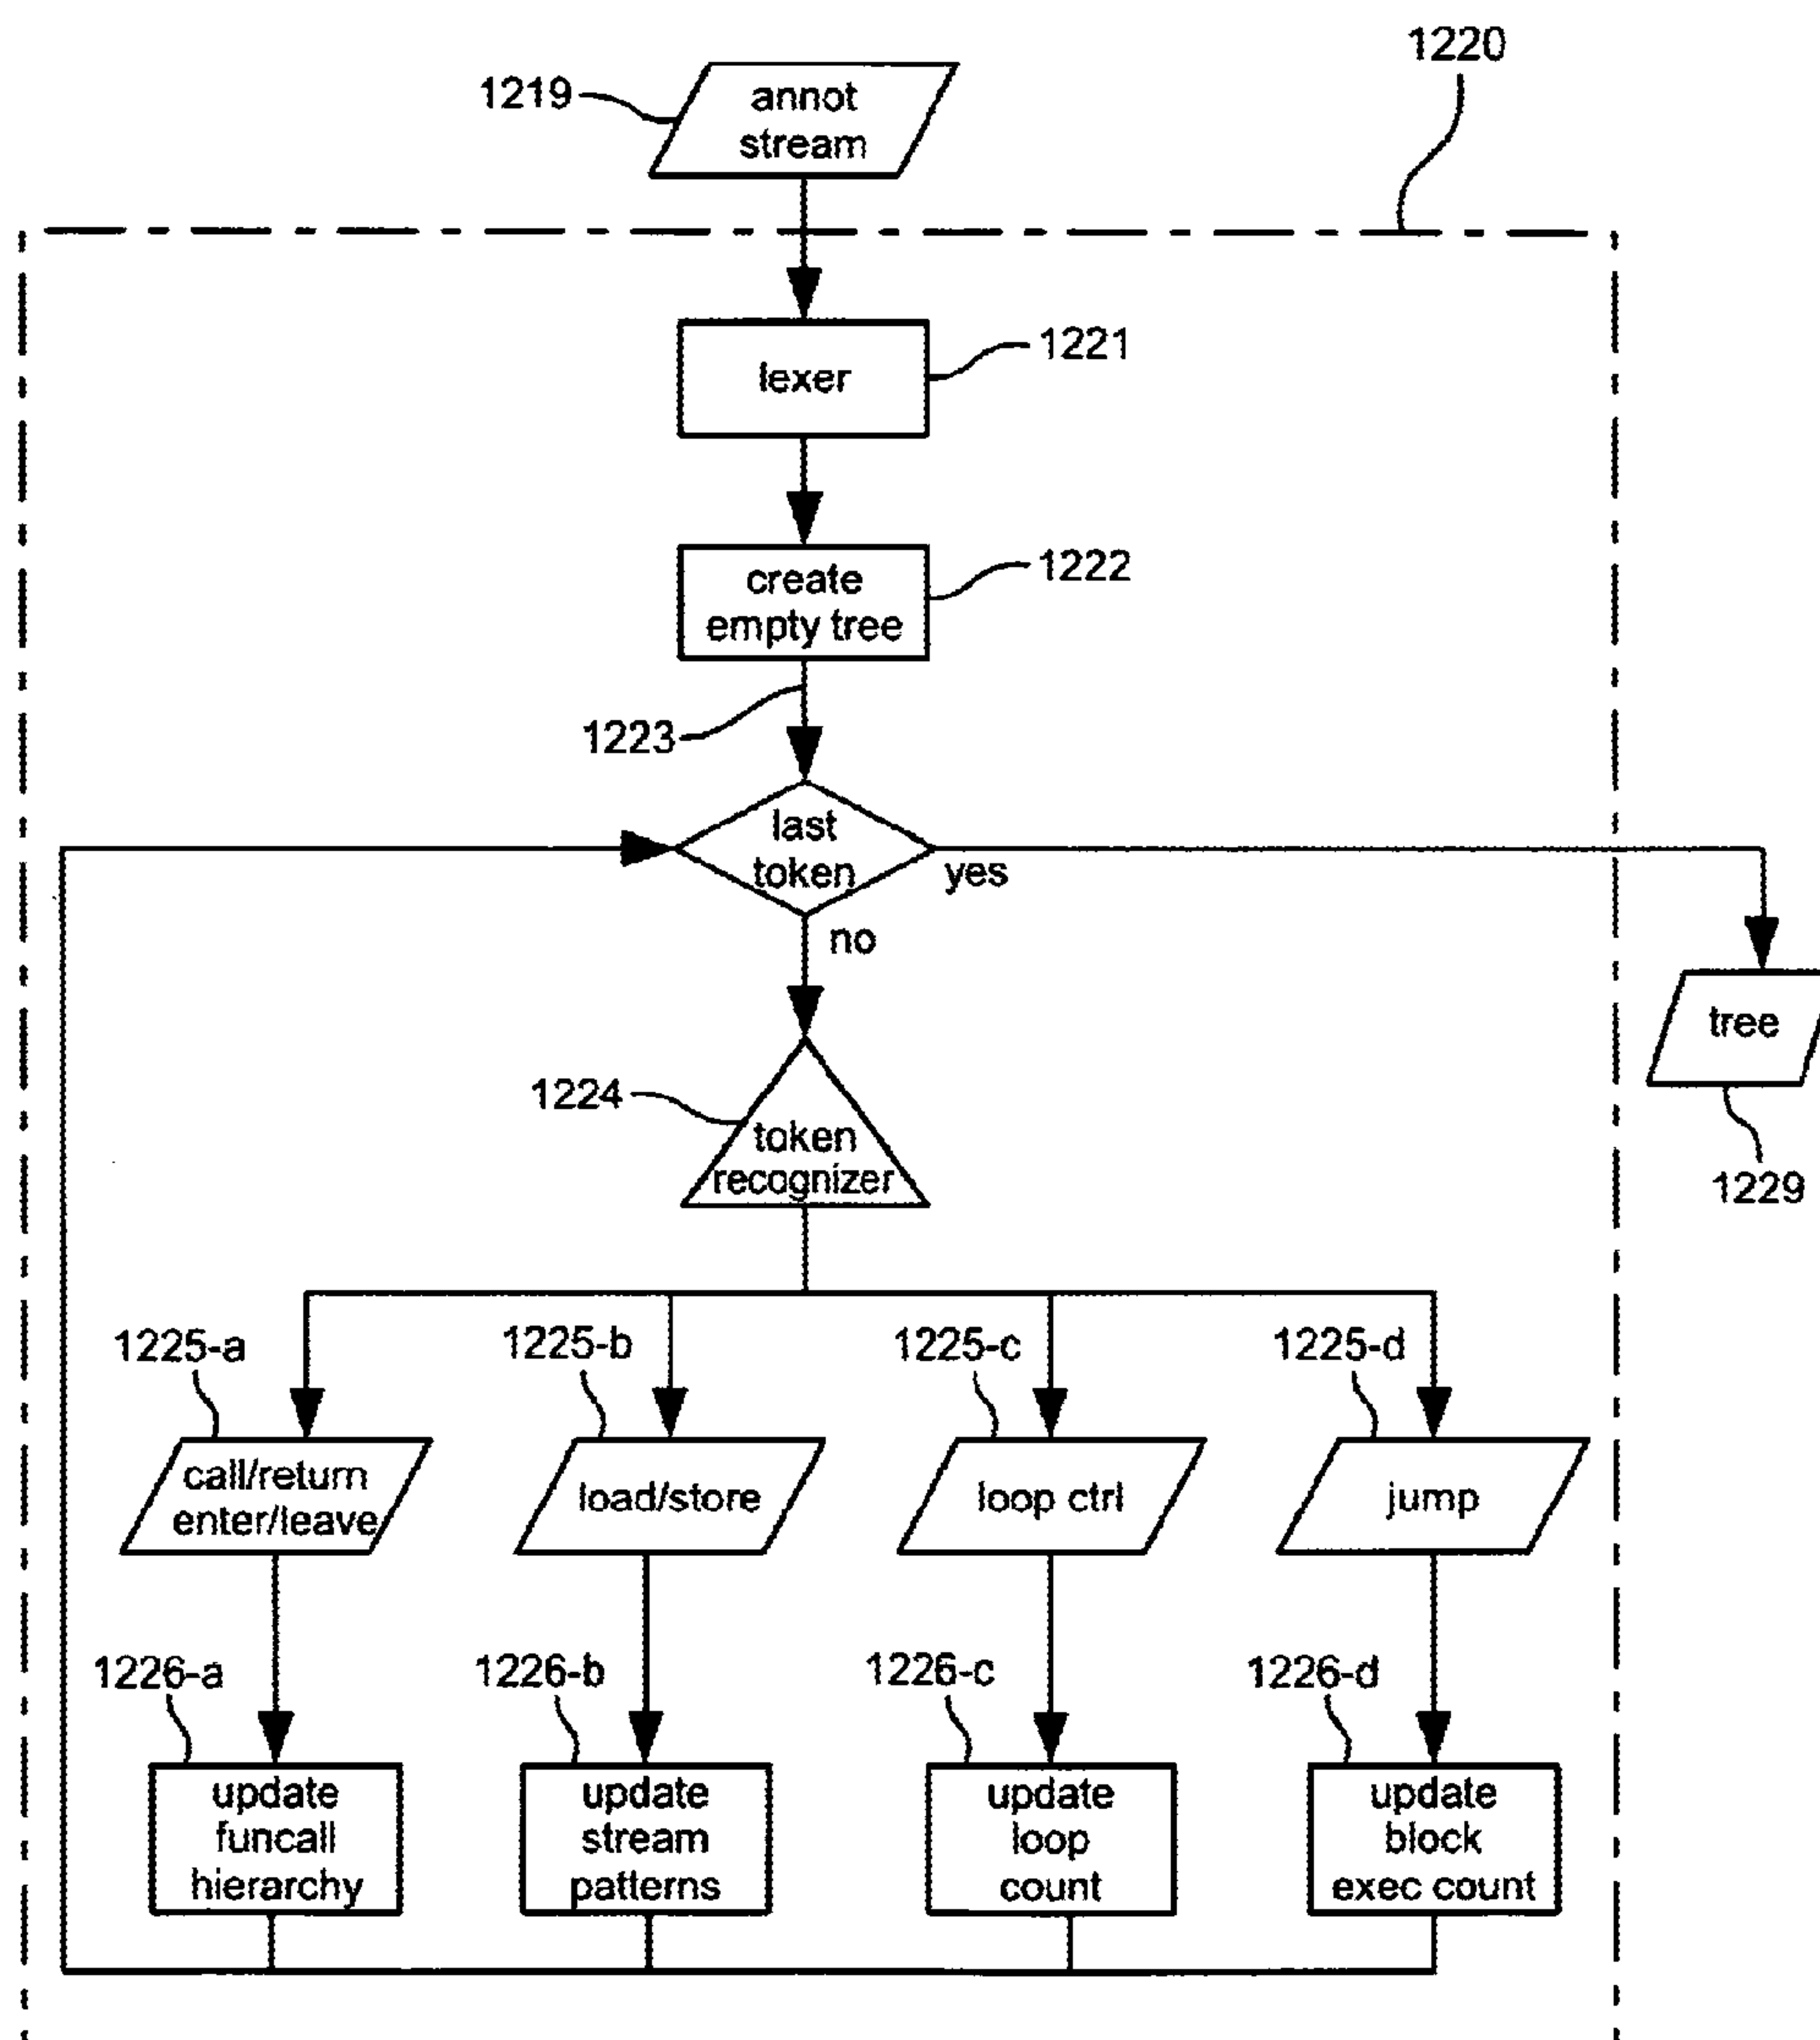 1220
1219
annot
stream
lexer
1221
create
empty tree
1222
1223
last
token
yes
no
tree
1229
1224
token
recognizer
1225-a
1225-b
1225-c
1225-d
call/return
enter/leave
load/store
loop ctrl
jump
1226-a
1226-b
1226-c
1226-d
update
funcall
hierarchy
update
stream
patterns
update
loop
count
update
block
exec count